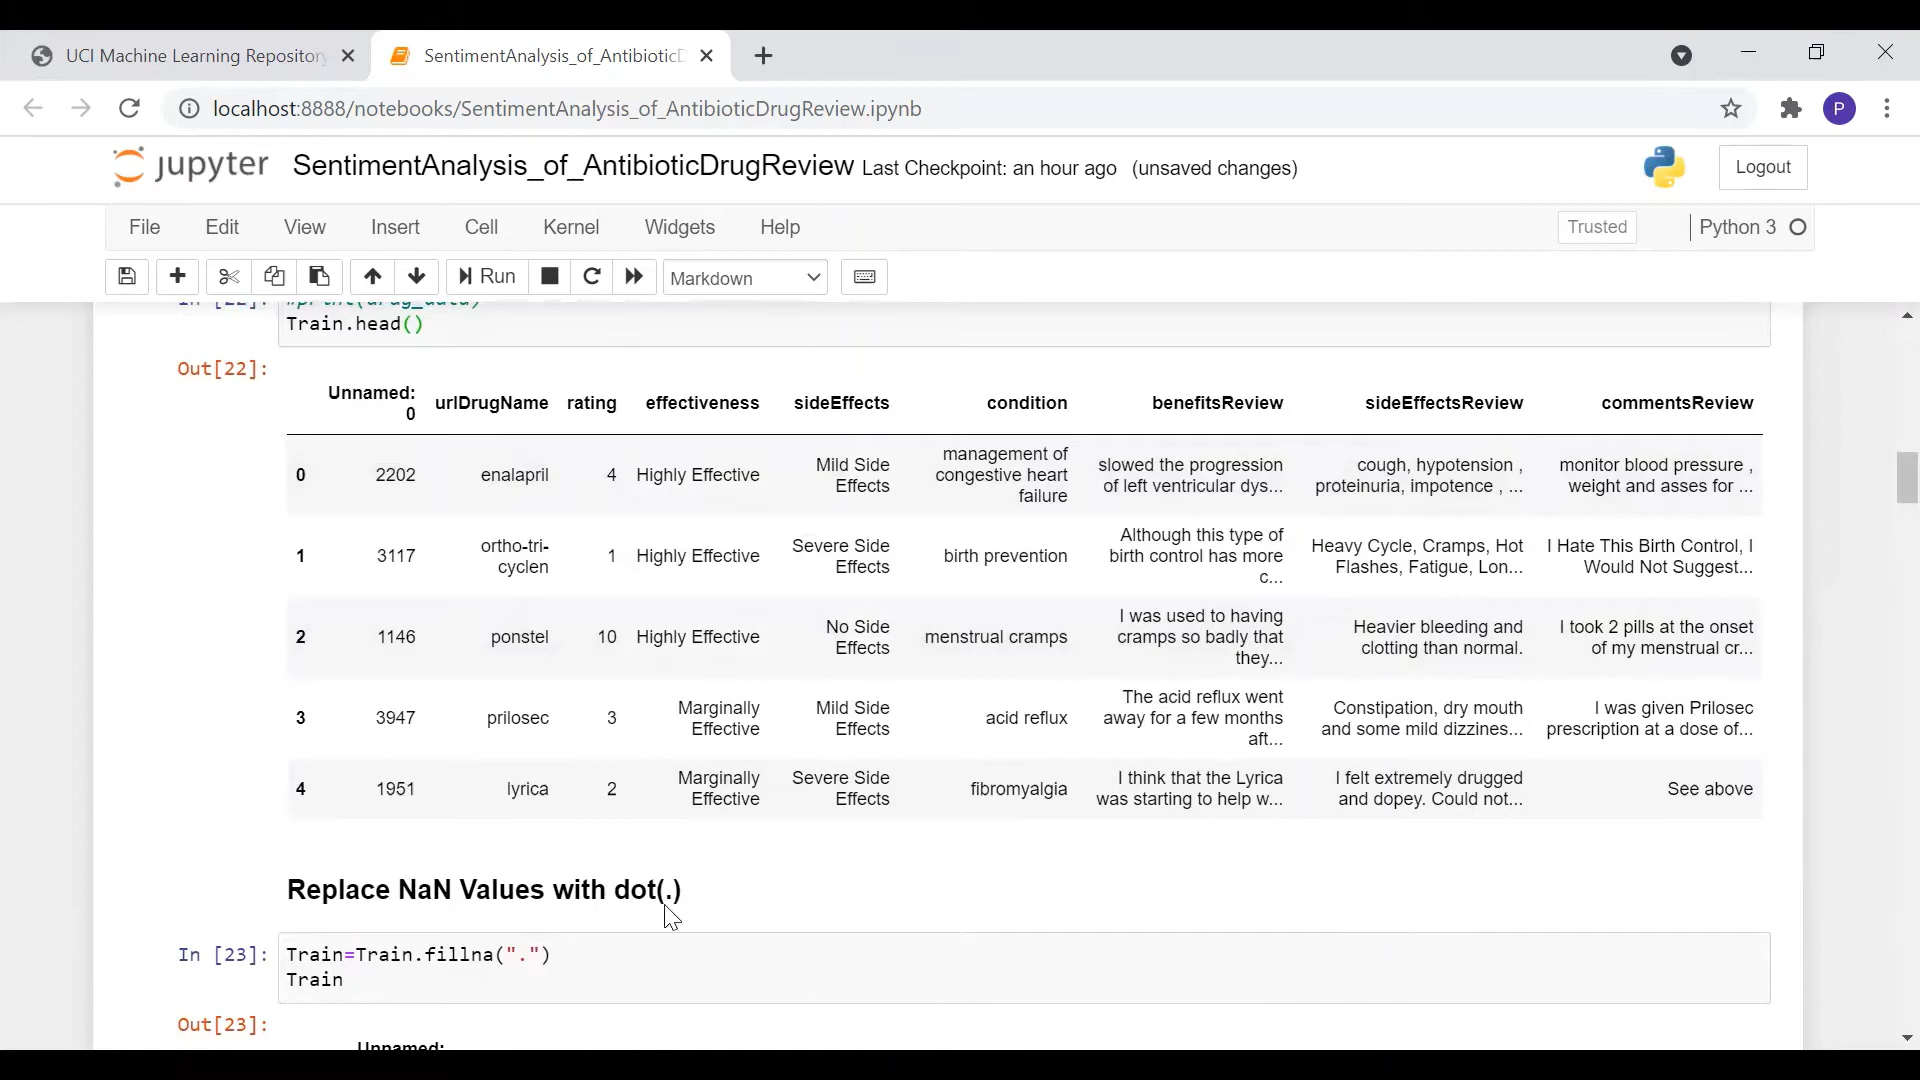 UCI Machine Learning Repository
SentimentAnalysis_of_AntibioticD
localhost:8888/notebooks/SentimentAnalysis_of_AntibioticDrugReview.ipynb
P
jupyter SentimentAnalysis_of_AntibioticDrugReview Last Checkpoint: an hour ago (unsaved changes)
Logout
File Edit View Insert Cell Kernel Widgets Help
Trusted
Python 3
Run
Markdown
In [22]: #print(drug_data)
Train.head()
Out[22]:
Unnamed: 0 urlDrugName rating effectiveness sideEffects condition benefitsReview sideEffectsReview commentsReview
0 2202 enalapril 4 Highly Effective Mild Side Effects management of congestive heart failure slowed the progression of left ventricular dys... cough, hypotension , proteinuria, impotence , ... monitor blood pressure , weight and asses for ...
1 3117 ortho-tri-cyclen 1 Highly Effective Severe Side Effects birth prevention Although this type of birth control has more c... Heavy Cycle, Cramps, Hot Flashes, Fatigue, Lon... I Hate This Birth Control, I Would Not Suggest...
2 1146 ponstel 10 Highly Effective No Side Effects menstrual cramps I was used to having cramps so badly that they... Heavier bleeding and clotting than normal. I took 2 pills at the onset of my menstrual cr...
3 3947 prilosec 3 Marginally Effective Mild Side Effects acid reflux The acid reflux went away for a few months aft... Constipation, dry mouth and some mild dizzines... I was given Prilosec prescription at a dose of...
4 1951 lyrica 2 Marginally Effective Severe Side Effects fibromyalgia I think that the Lyrica was starting to help w... I felt extremely drugged and dopey. Could not... See above
Replace NaN Values with dot(.)
In [23]: Train=Train.fillna(".")
Train
Out[23]:
Unnamed: